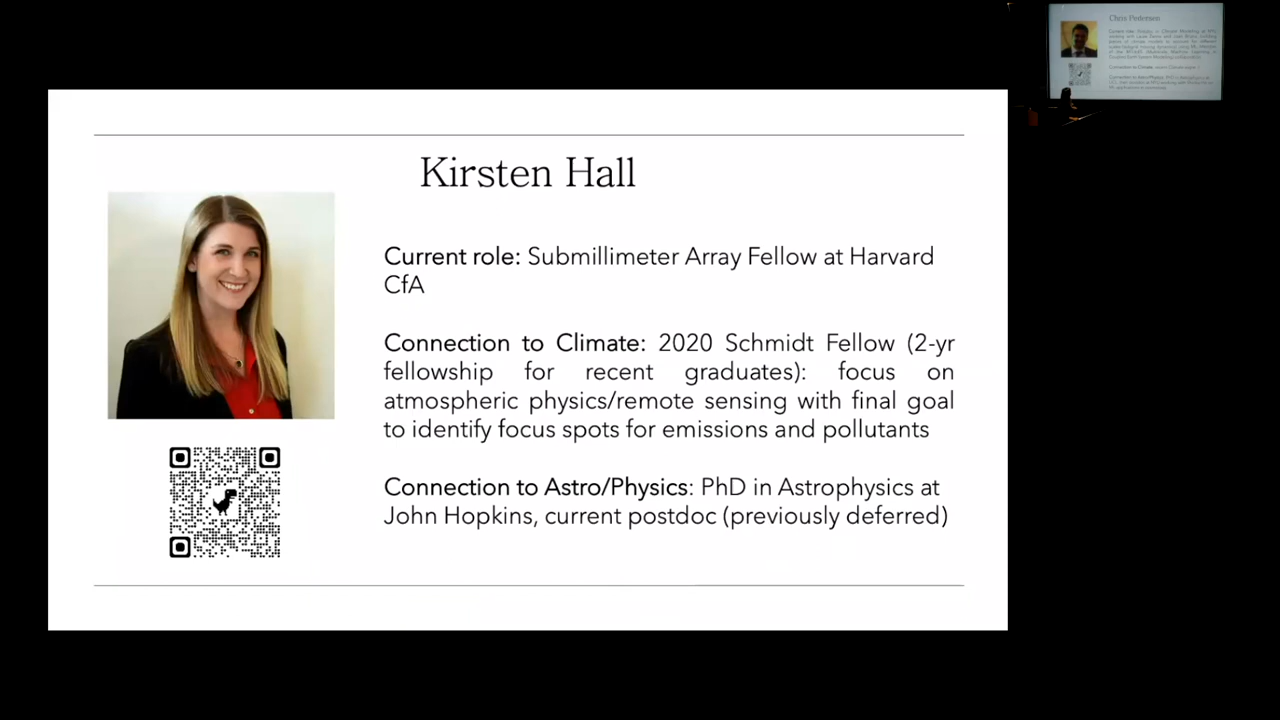 Kirsten Hall
Current role: Submillimeter Array Fellow at Harvard
CfA
Connection to Climate: 2020 Schmidt Fellow (2-yr
fellowship for recent graduates): focus on
atmospheric physics/remote sensing with final goal
to identify focus spots for emissions and pollutants
Connection to Astro/Physics: PhD in Astrophysics at
John Hopkins, current postdoc (previously deferred)
Chris Pedersen